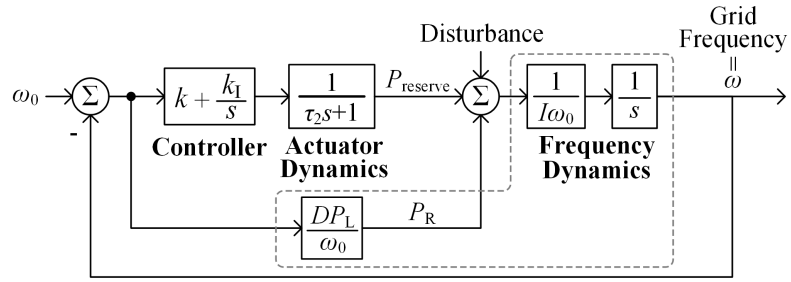 Grid
Frequency
Disturbance
=
ω
ω₀
Σ
k + kI/s
1/(τ₂s+1)
Preserve
Σ
1/(Iω₀)
1/s
-
Controller
Actuator
Dynamics
Frequency
Dynamics
DPL/ω₀
PR